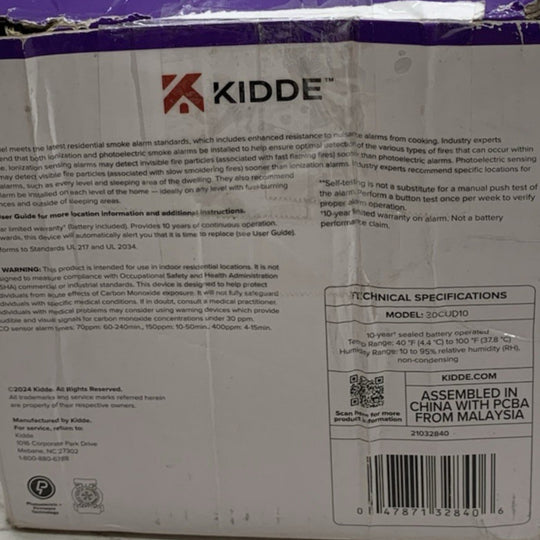 KIDDE™
el meets the latest residential smoke alarm standards, which includes enhanced resistance to nuisance alarms from cooking. Industry experts
end that both ionization and photoelectric smoke alarms be installed to help ensure optimal detection of the various types of fires that can occur within
e. Ionization sensing alarms may detect invisible fire particles (associated with fast flaming fires) sooner than photoelectric alarms. Photoelectric sensing
may detect visible fire particles (associated with slow smoldering fires) sooner than ionization alarms. Industry experts recommend specific locations for
alarms, such as every level and sleeping area of the dwelling. They also recommend
larm be installed on each level of the home — ideally on any level with fuel-burning
nces and outside of sleeping areas.
User Guide for more location information and additional instructions.
ar limited warranty* (Battery included). Provides 10 years of continuous operation.
wards, this device will automatically alert you that it is time to replace (see User Guide).
forms to Standards UL 217 and UL 2034.
**Self-testing is not a substitute for a manual push test of
the alarm. Perform a button test once per week to verify
proper alarm operation.
*10-year limited warranty on alarm. Not a battery
performance claim.
WARNING: This product is intended for use in indoor residential locations. It is not
signed to measure compliance with Occupational Safety and Health Administration
SHA) commercial or industrial standards. This device is designed to help protect
dividuals from acute effects of Carbon Monoxide exposure. It will not fully safeguard
dividuals with specific medical conditions. If in doubt, consult a medical practitioner.
dividuals with medical problems may consider using warning devices which provide
udible and visual signals for carbon monoxide concentrations under 30 ppm.
CO sensor alarm times: 70ppm: 60-240min., 150ppm: 10-50min., 400ppm: 4-15min.
©2024 Kidde. All Rights Reserved.
All trademarks and service marks referred herein
are property of their respective owners.
Manufactured by Kidde.
For service, return to:
Kidde
1016 Corporate Park Drive
Mebane, NC 27302
1-800-880-6788
Photoelectric +
Technology
TECHNICAL SPECIFICATIONS
MODEL: 30CUD10
10-year* sealed battery operated
Temp Range: 40 °F (4.4 °C) to 100 °F (37.8 °C)
Humidity Range: 10 to 95% relative humidity (RH),
non-condensing
Scan here for more
product information
KIDDE.COM
ASSEMBLED IN
CHINA WITH PCBA
FROM MALAYSIA
21032840
0 47871 32840 6